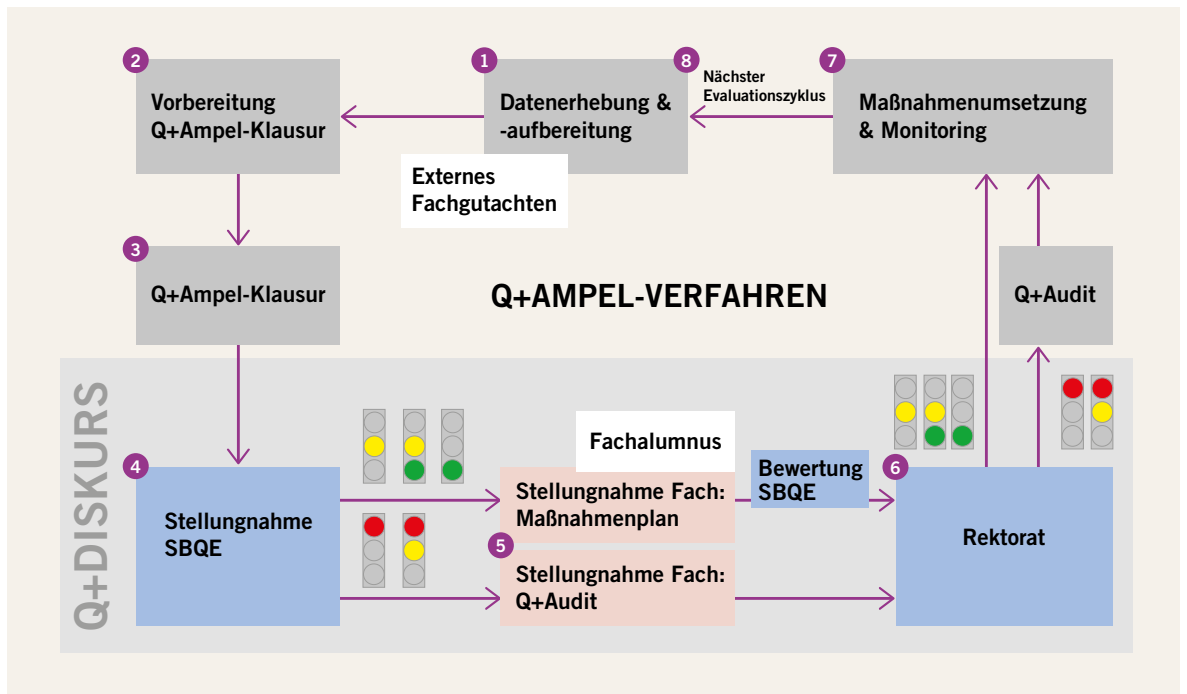 2
Vorbereitung
Q+Ampel-Klausur
1
Datenerhebung &
-aufbereitung
Externes
Fachgutachten
8
Nächster
Evaluationszyklus
7
Maßnahmenumsetzung
& Monitoring
3
Q+Ampel-Klausur
Q+AMPEL-VERFAHREN
Q+Audit
Q+DISKURS
4
Stellungnahme
SBQE
Fachalumnus
Stellungnahme Fach:
Maßnahmenplan
5
Stellungnahme Fach:
Q+Audit
Bewertung
SBQE
6
Rektorat